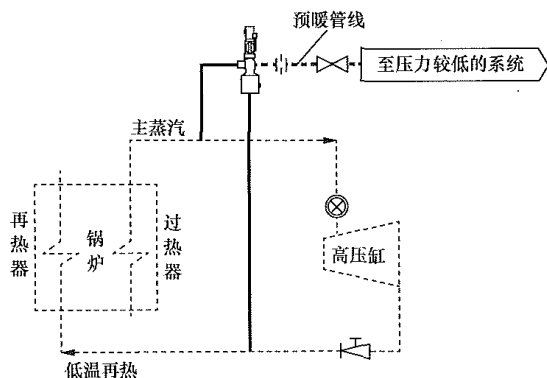 预暖管线
至压力较低的系统
主蒸汽
再热器
锅炉
过热器
高压缸
低温再热